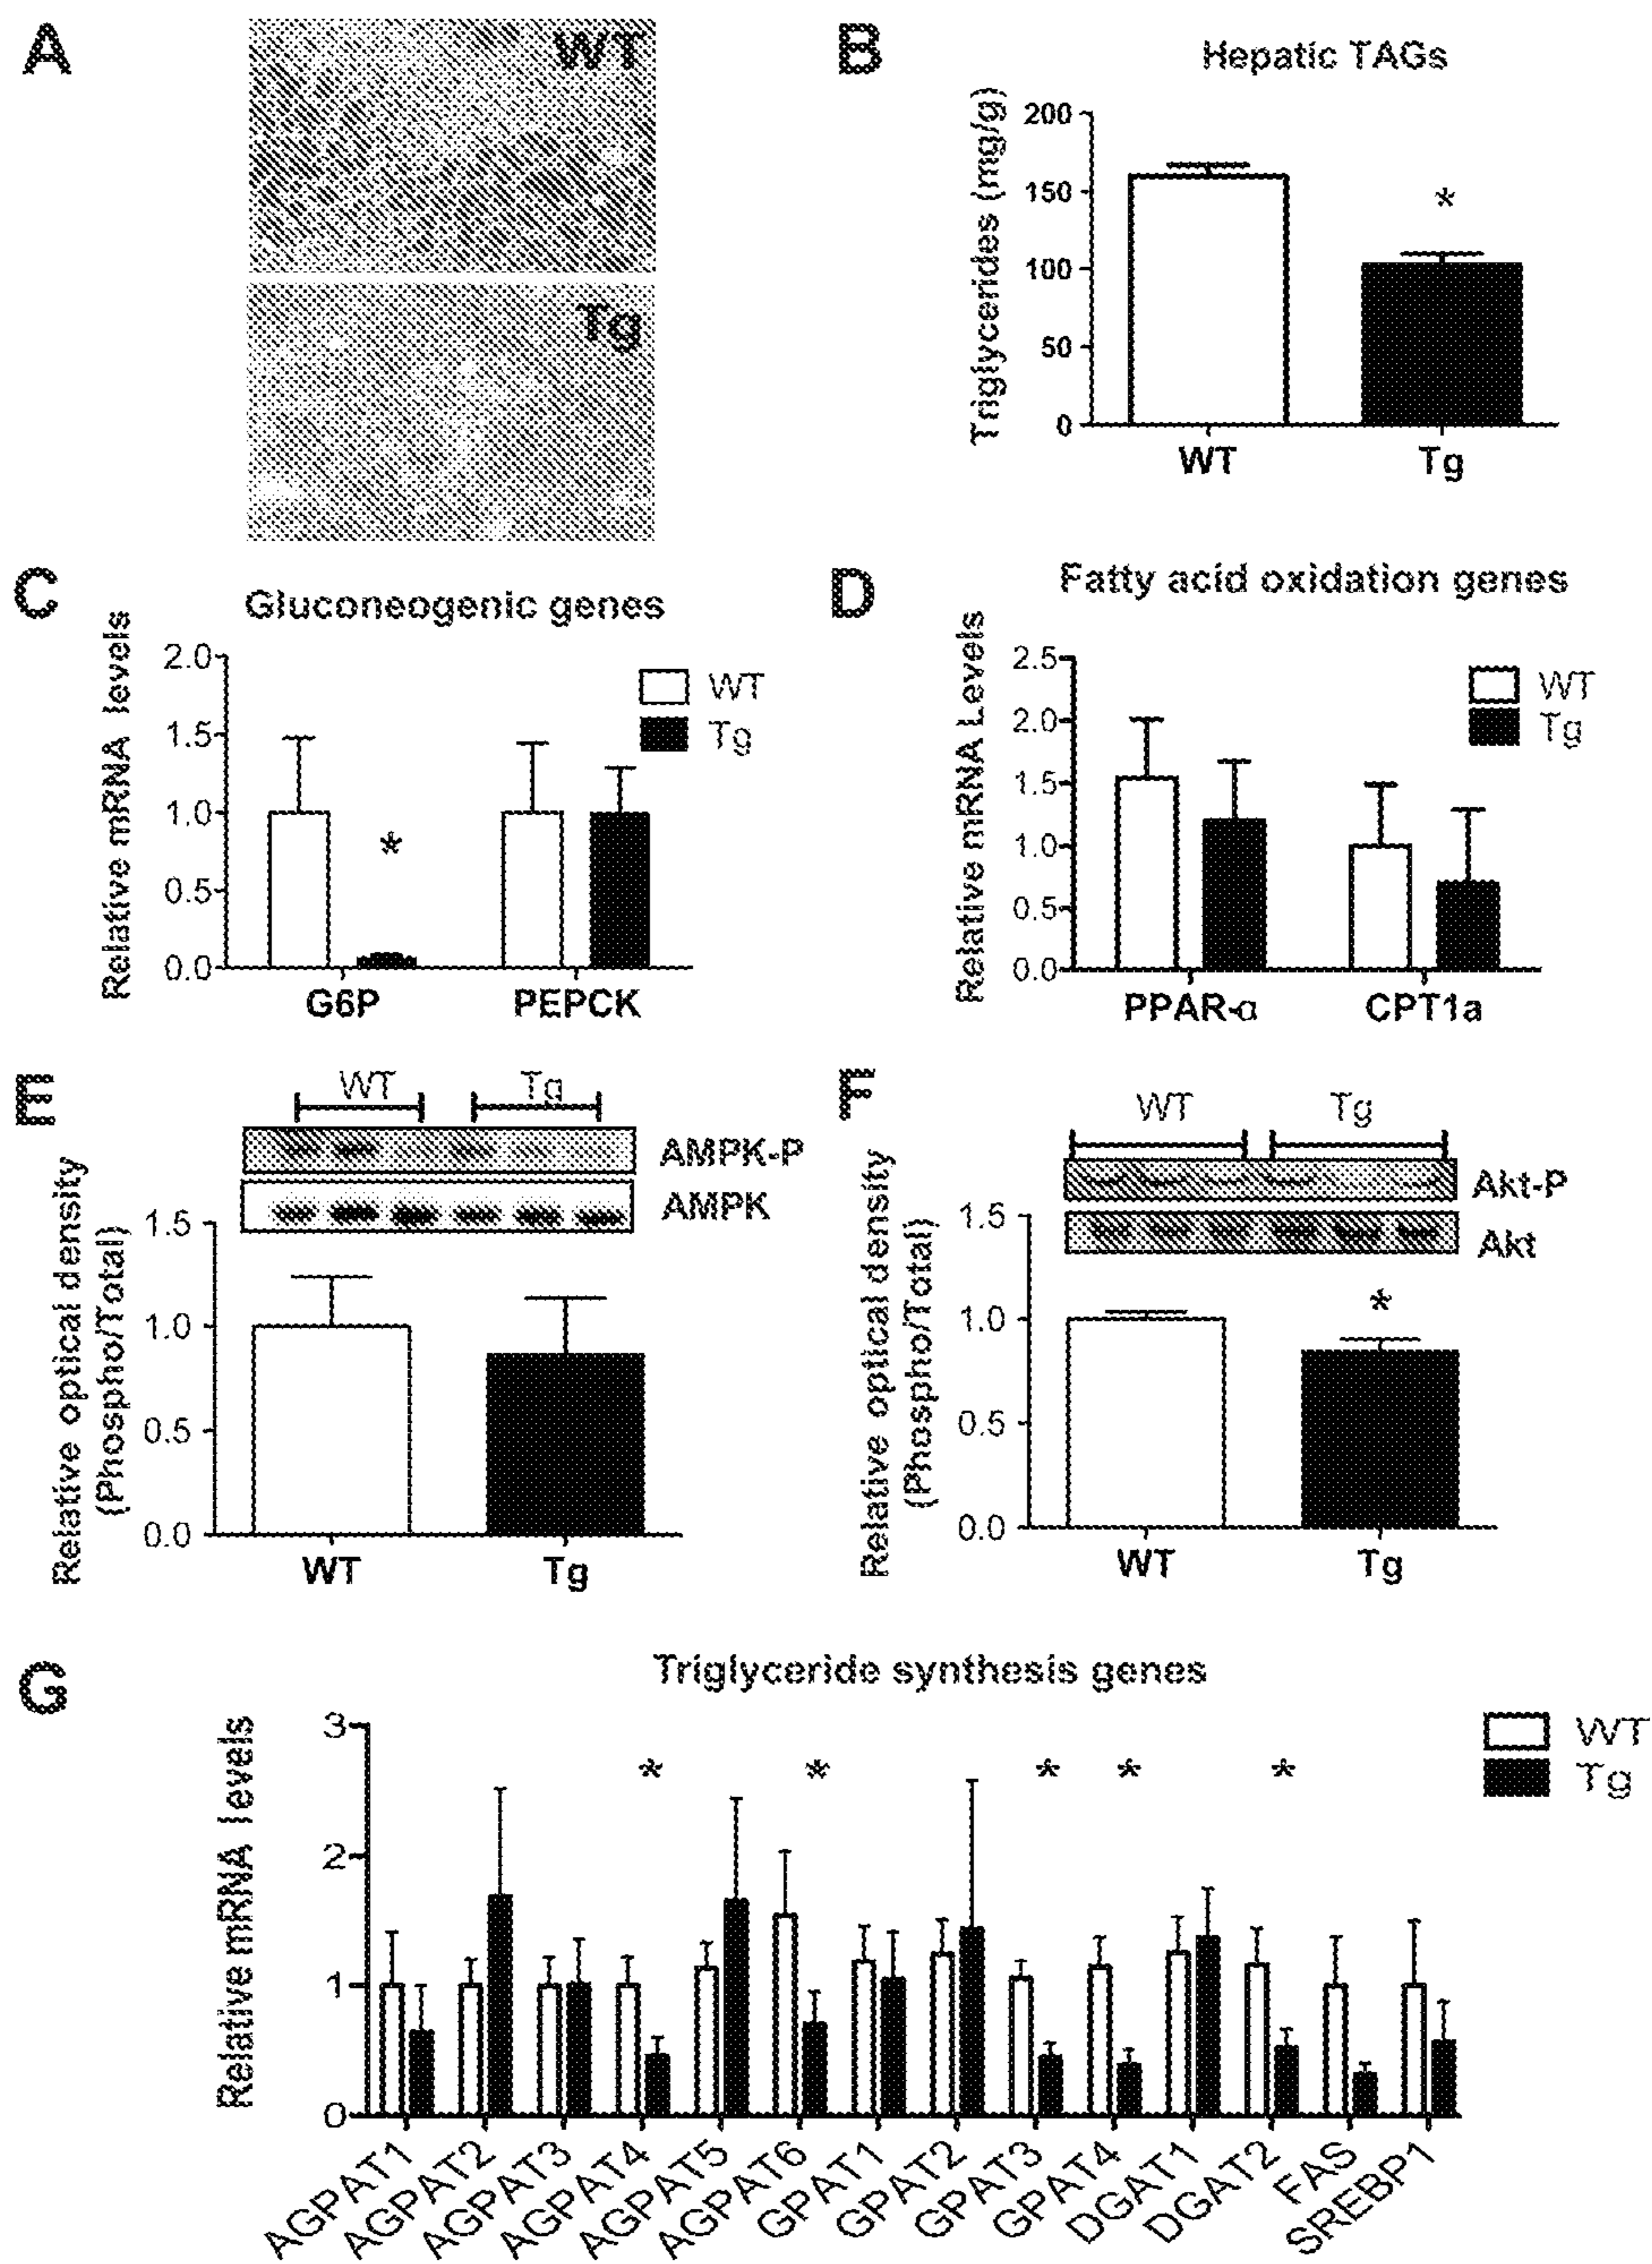 A
WT
Tg
B
Hepatic TAGs
Triglycerides (mg/g)
200
150
100
50
0
*
WT
Tg
C
Gluconeogenic genes
Relative mRNA levels
2.0
1.5
1.0
0.5
0.0
WT
Tg
*
G6P
PEPCK
D
Fatty acid oxidation genes
Relative mRNA Levels
2.5
2.0
1.5
1.0
0.5
0.0
WT
Tg
PPAR-α
CPT1a
E
WT
Tg
AMPK-P
AMPK
Relative optical density
(Phospho/Total)
1.5
1.0
0.5
0.0
WT
Tg
F
WT
Tg
Akt-P
Akt
Relative optical density
(Phospho/Total)
1.5
1.0
0.5
0.0
*
WT
Tg
G
Triglyceride synthesis genes
Relative mRNA levels
3
2
1
0
WT
Tg
* * * * *
AGPAT1
AGPAT2
AGPAT3
AGPAT4
AGPAT5
AGPAT6
GPAT1
GPAT2
GPAT3
GPAT4
DGAT1
DGAT2
FAS
SREBP1